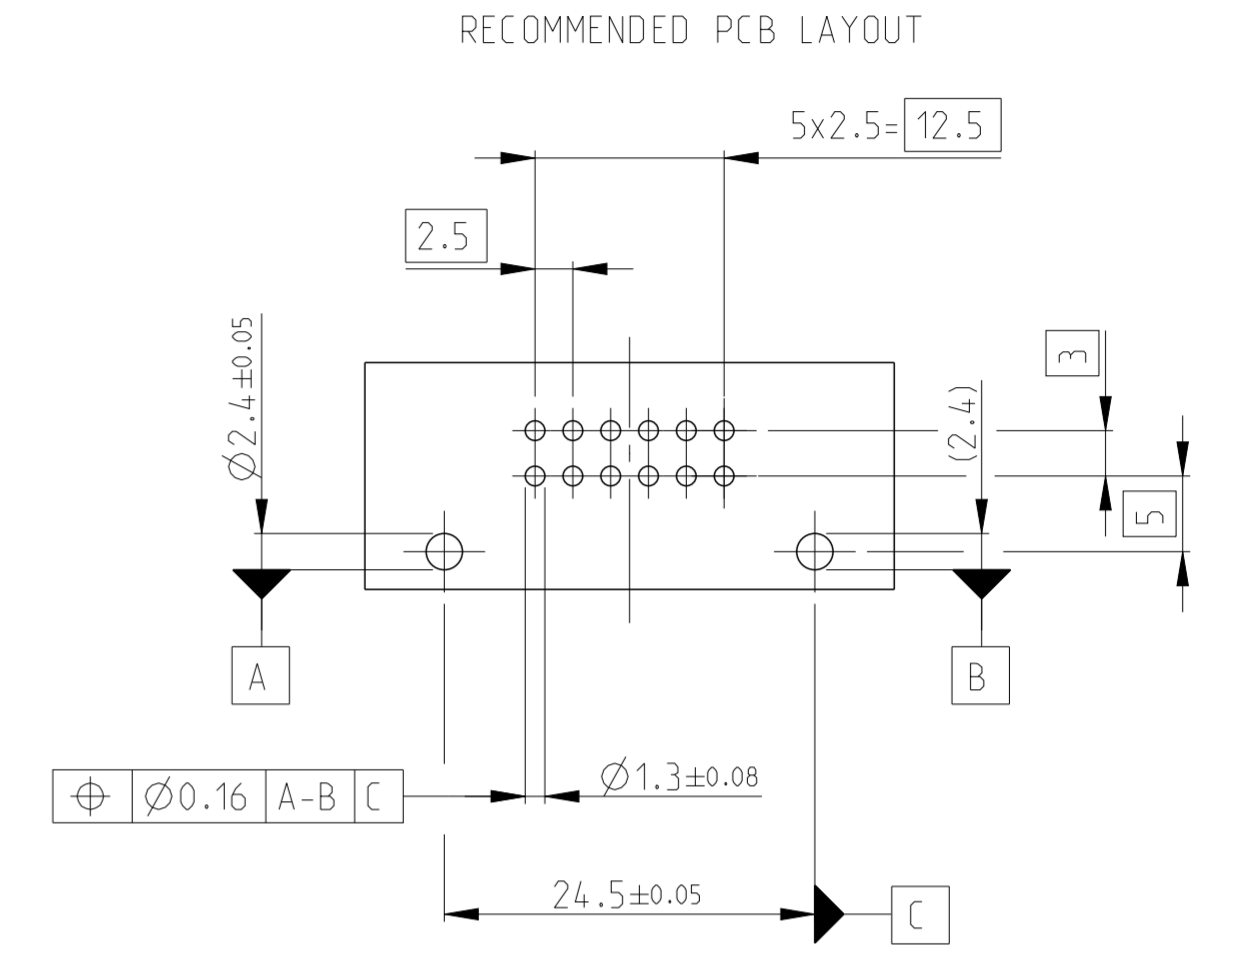 RECOMMENDED PCB LAYOUT
5x2.5= 12.5
2.5
Ø2.4±0.05
3
(2.4)
5
A
B
Ø0.16 A-B C
Ø1.3±0.08
24.5±0.05
C